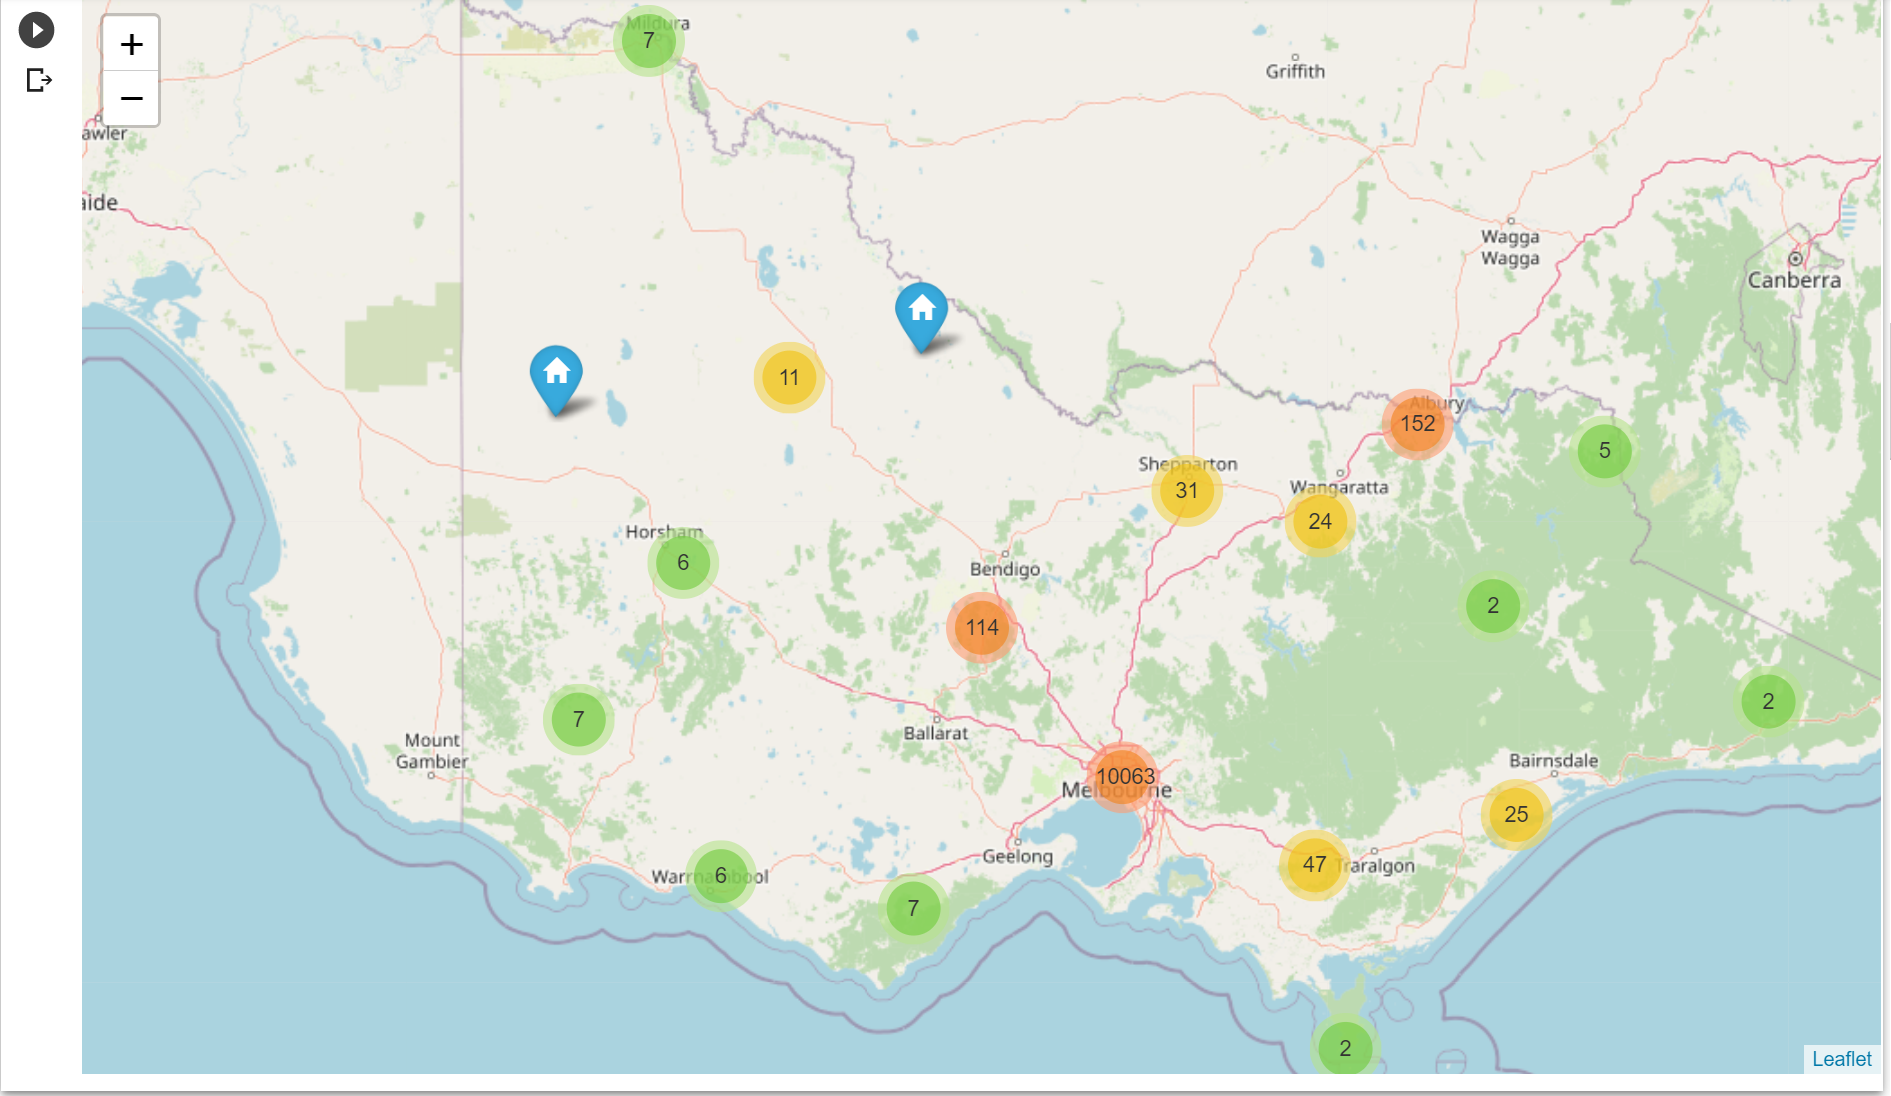 +
−
Mildura
7
Griffith
awler
aide
Wagga
Wagga
Canberra
11
Albury
152
5
Shepparton
31
Wangaratta
24
Horsham
6
Bendigo
2
114
2
7
Ballarat
Mount
Gambier
Bairnsdale
10063
Melbourne
25
Geelong
47
Traralgon
Warrnambool
6
7
2
Leaflet